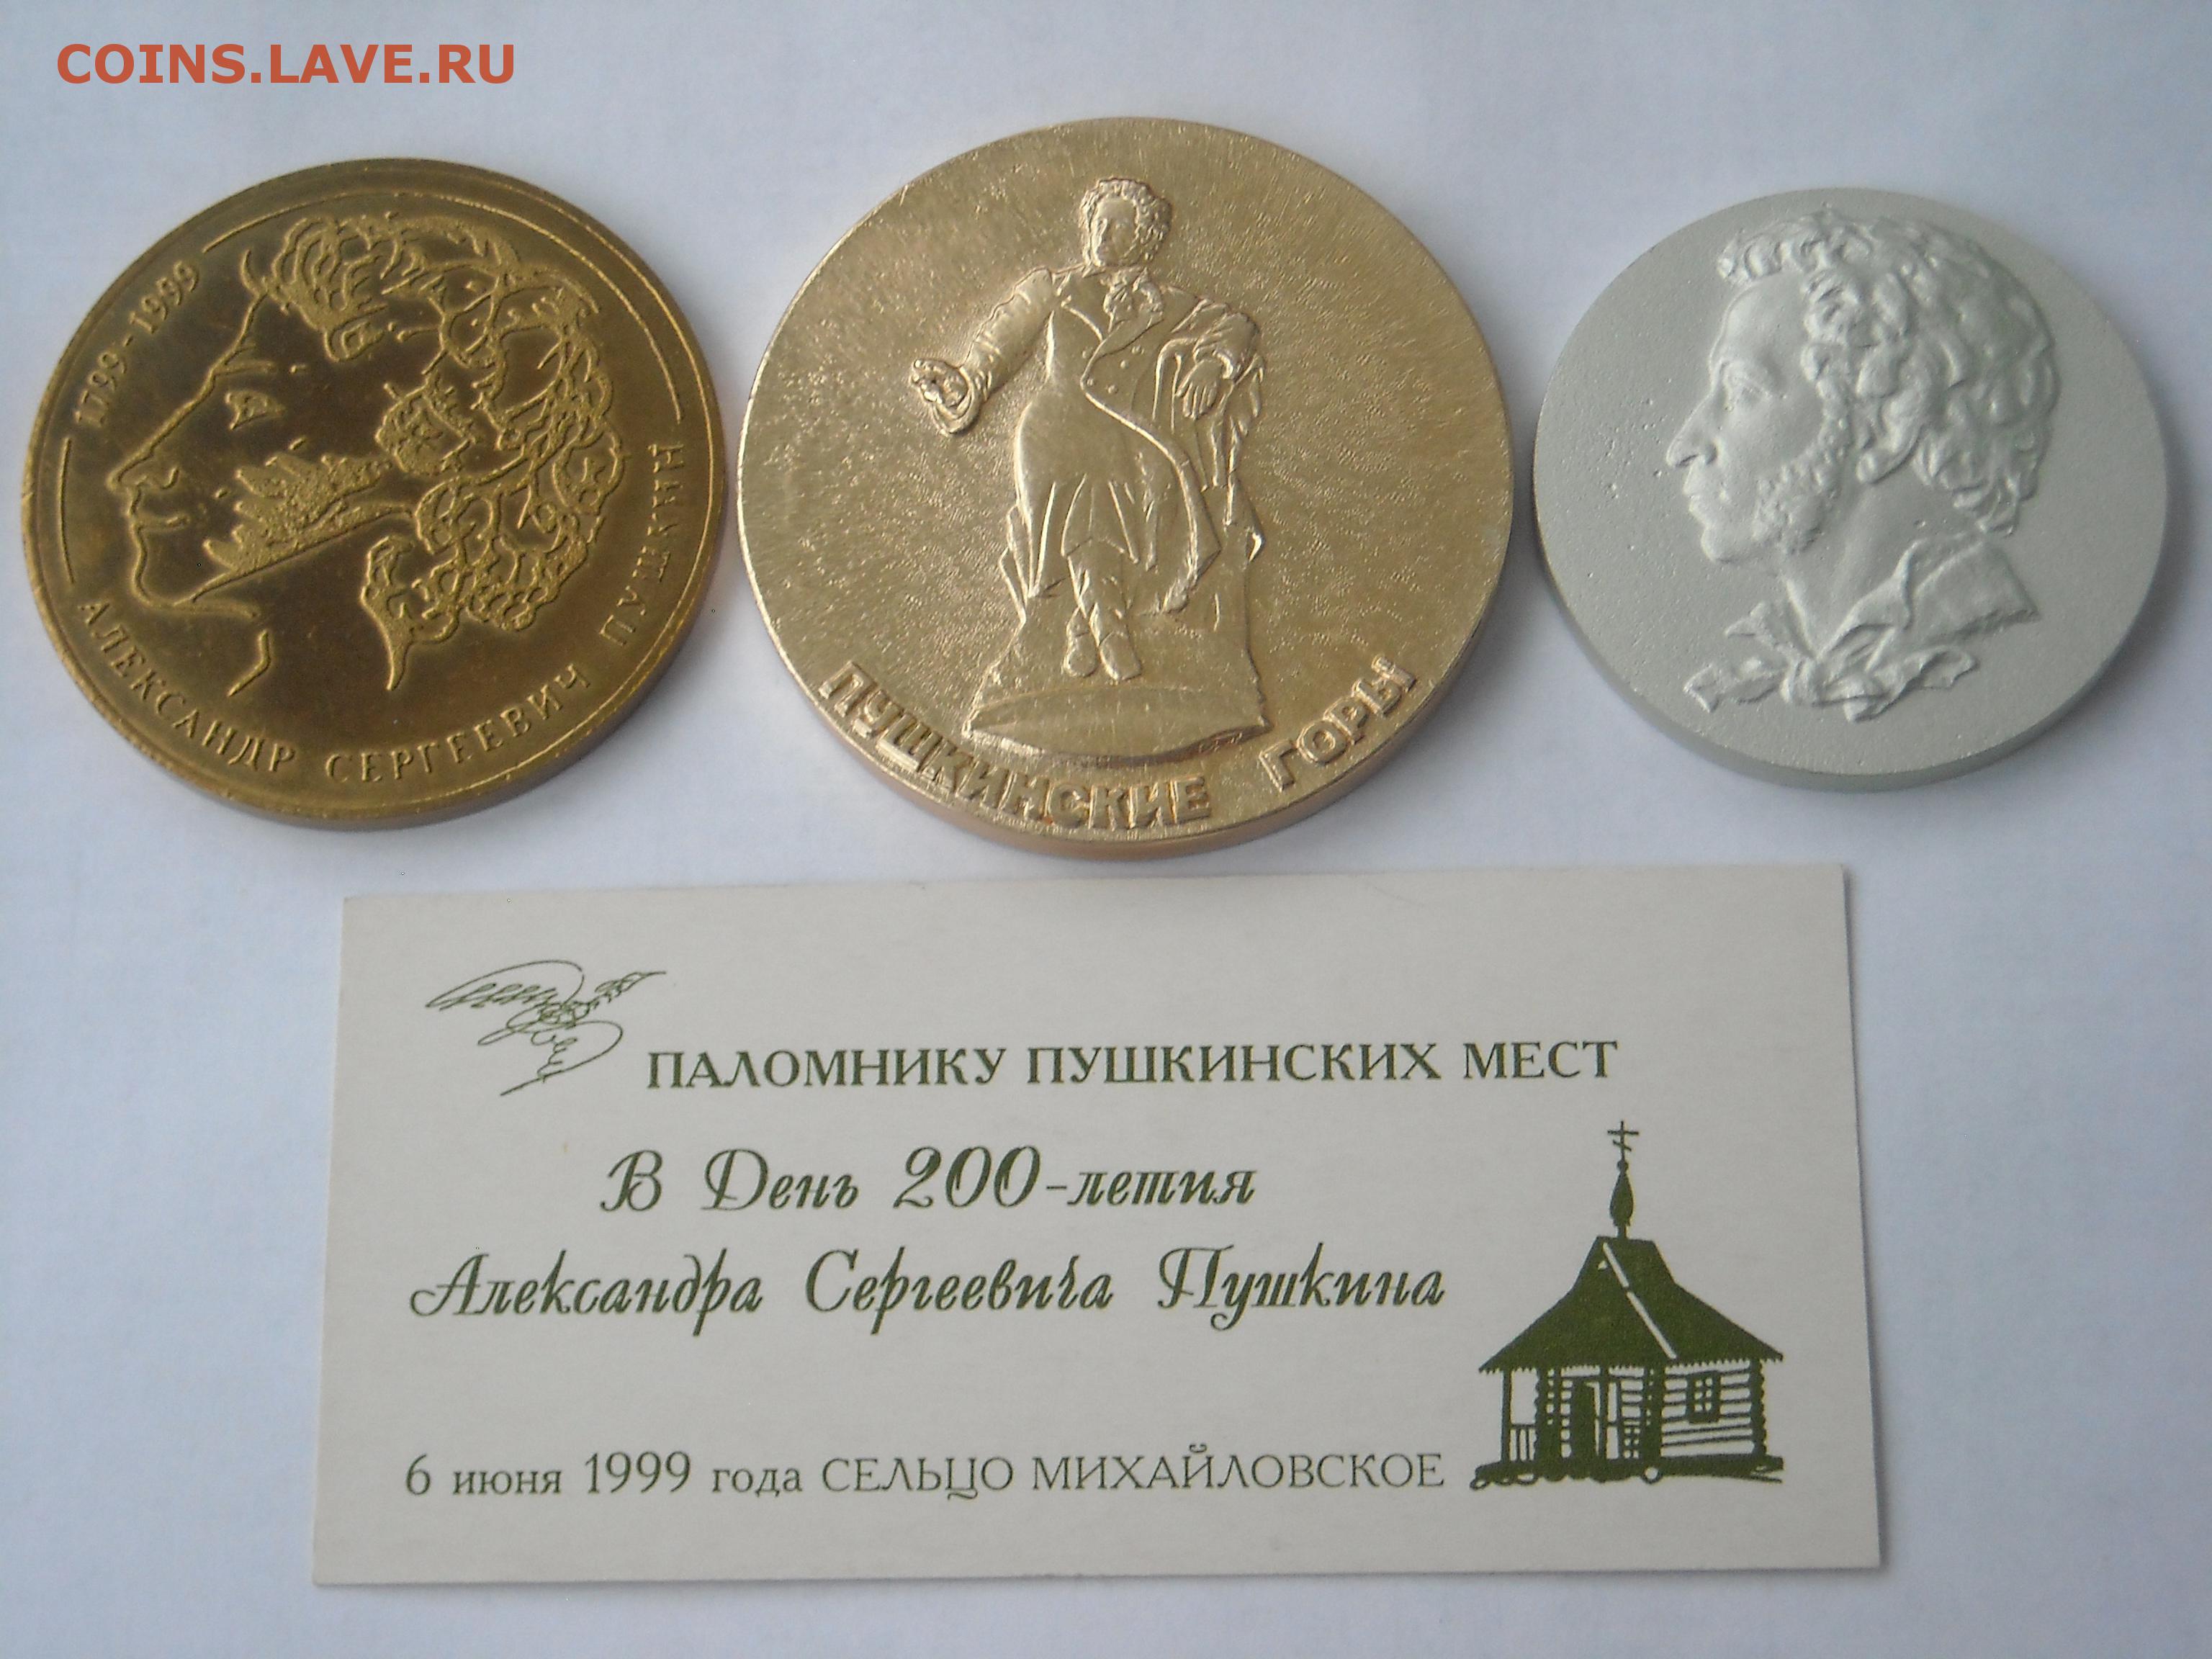 COINS.LAVE.RU
1799-1999
АЛЕКСАНДР СЕРГЕЕВИЧ ПУШКИН
ПУШКИНСКИЕ ГОРЫ
ПАЛОМНИКУ ПУШКИНСКИХ МЕСТ
В День 200-летия
Александра Сергеевича Пушкина
6 июня 1999 года СЕЛЬЦО МИХАЙЛОВСКОЕ